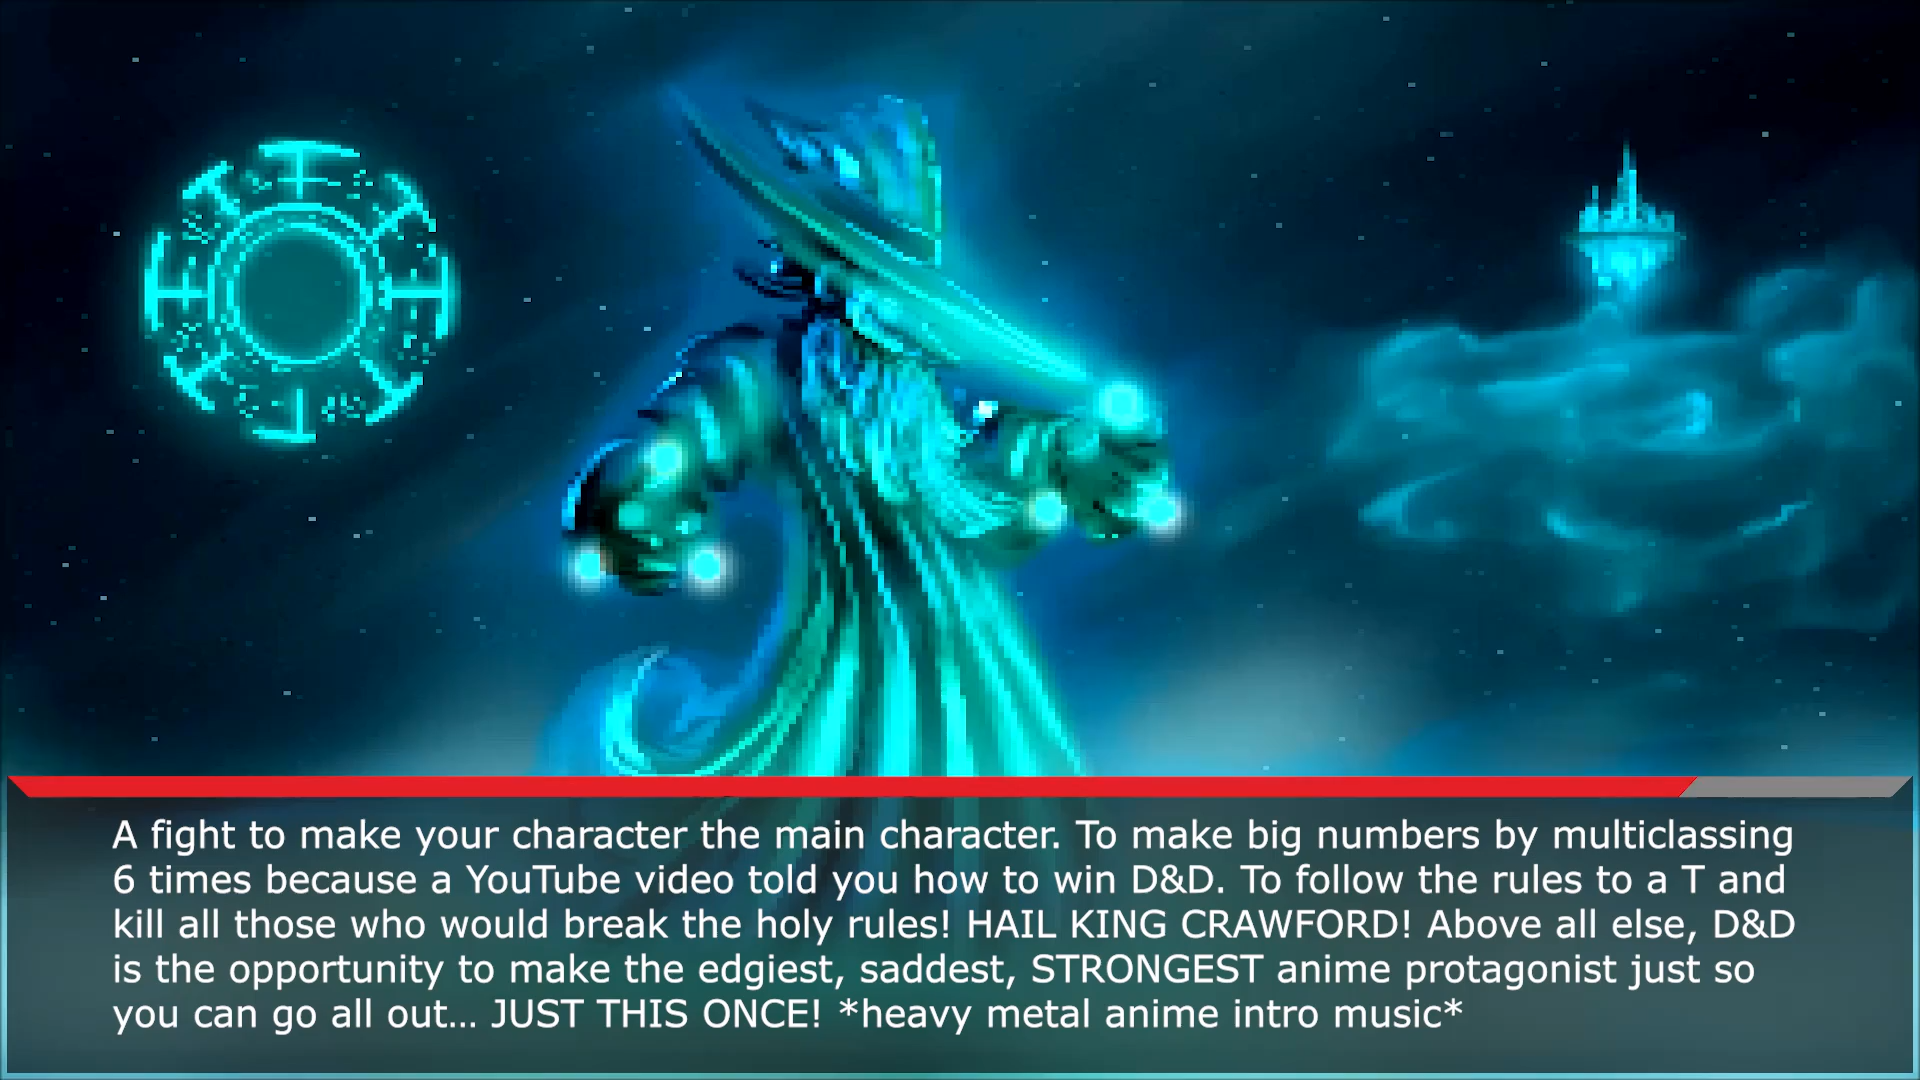 A fight to make your character the main character. To make big numbers by multiclassing
6 times because a YouTube video told you how to win D&D. To follow the rules to a T and
kill all those who would break the holy rules! HAIL KING CRAWFORD! Above all else, D&D
is the opportunity to make the edgiest, saddest, STRONGEST anime protagonist just so
you can go all out... JUST THIS ONCE! *heavy metal anime intro music*